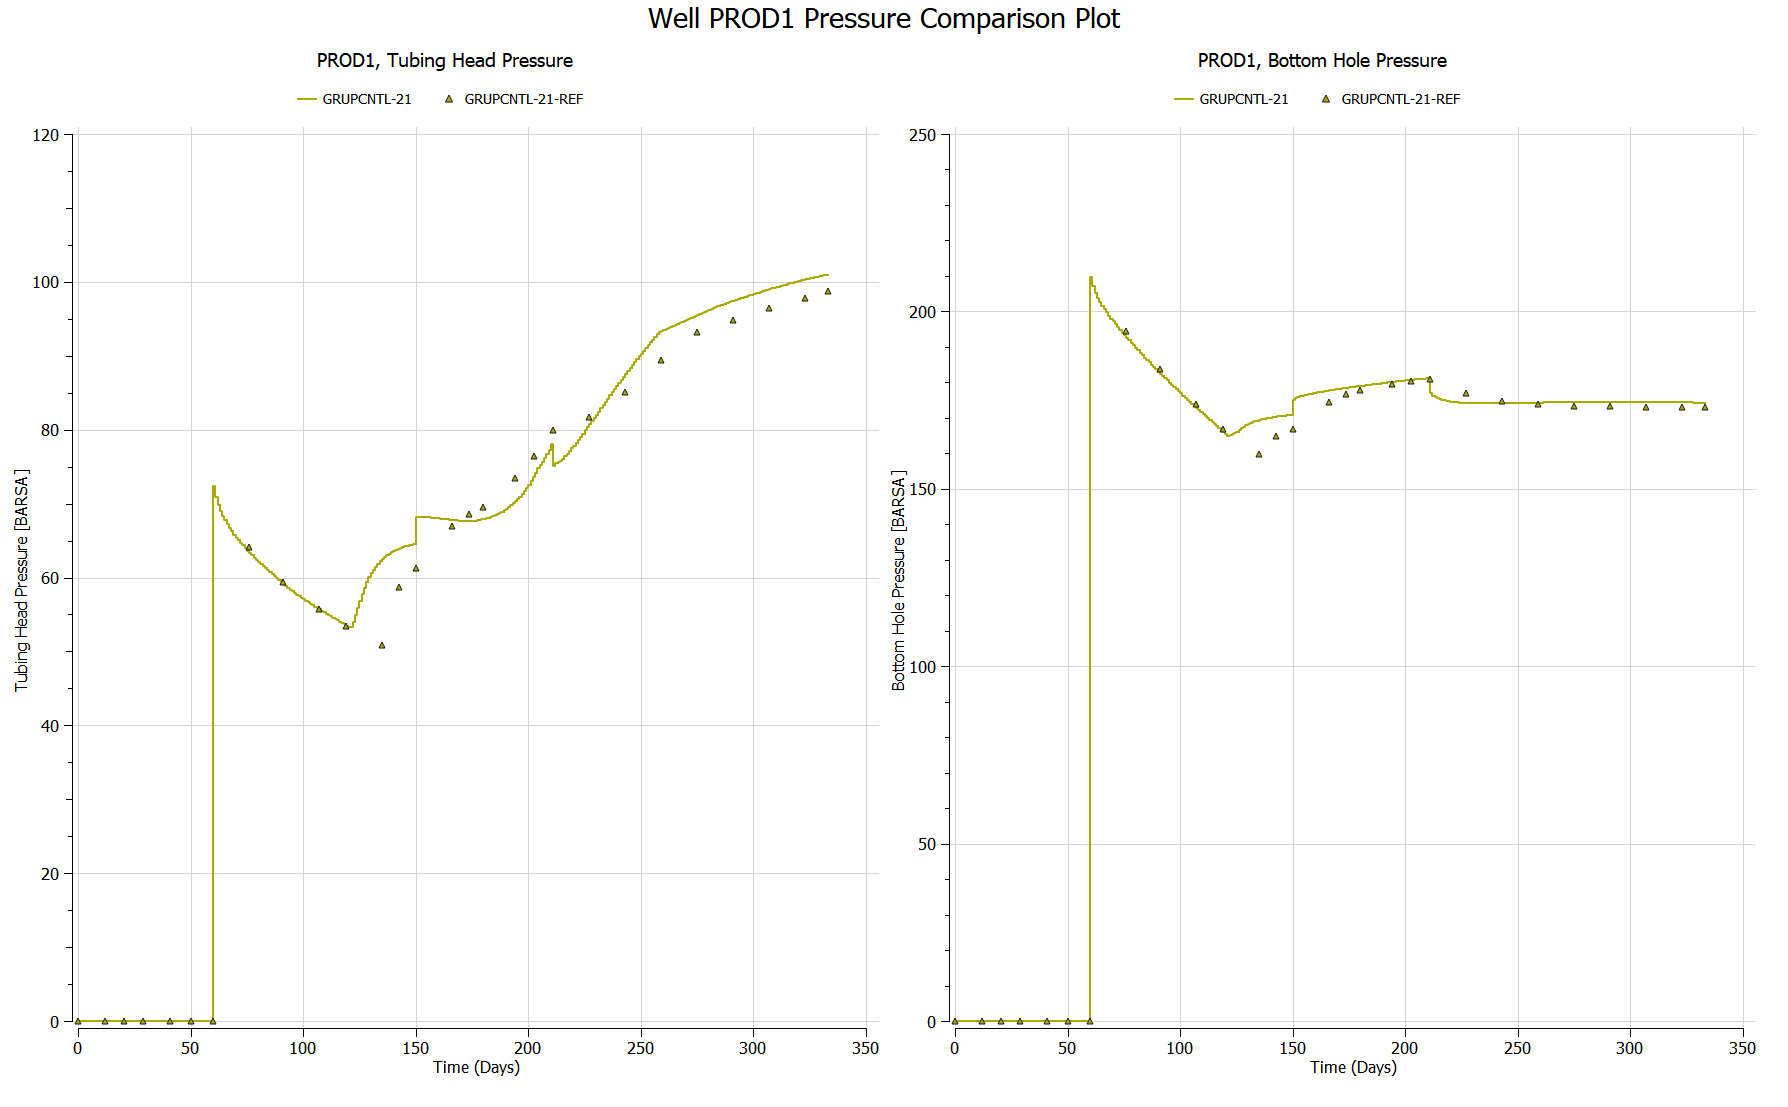 Well PROD1 Pressure Comparison Plot
PROD1, Tubing Head Pressure
GRUPCNTL-21 GRUPCNTL-21-REF
120
100
80
60
40
20
0
Tubing Head Pressure [BARSA]
0 50 100 150 200 250 300 350
Time (Days)
PROD1, Bottom Hole Pressure
GRUPCNTL-21 GRUPCNTL-21-REF
250
200
150
100
50
0
Bottom Hole Pressure [BARSA]
0 50 100 150 200 250 300 350
Time (Days)